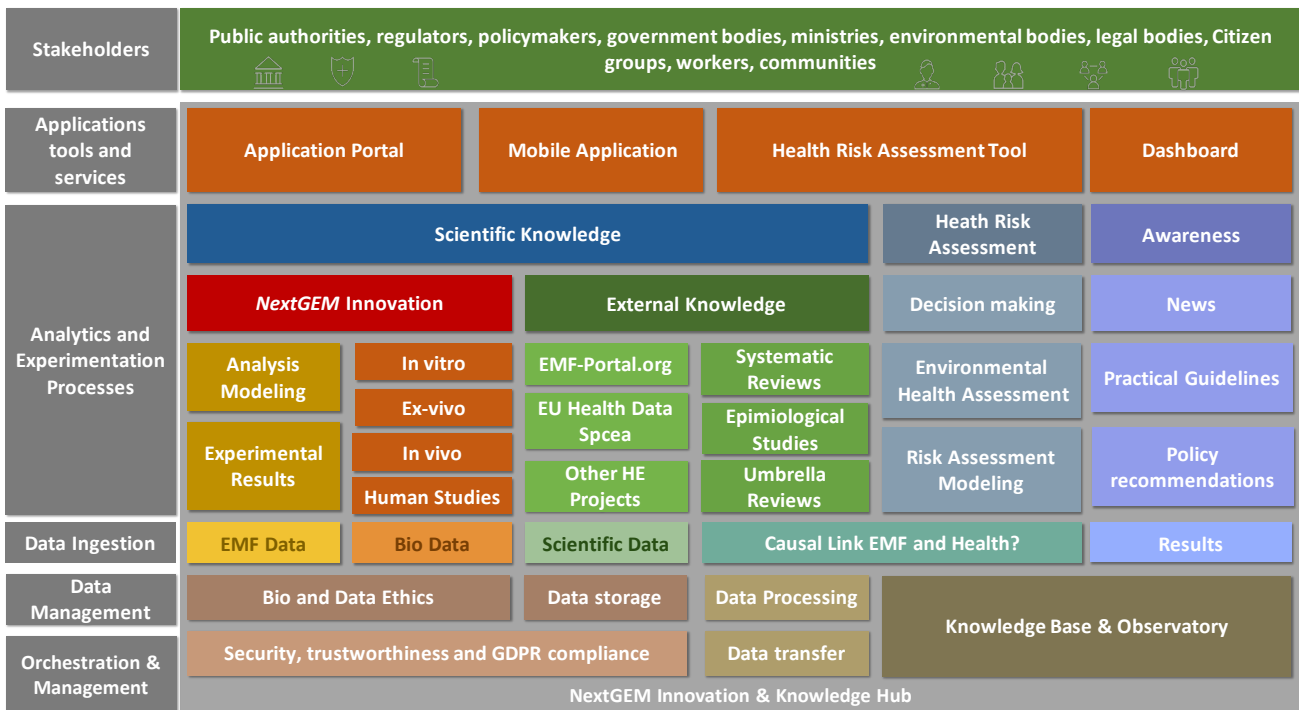 Stakeholders
Public authorities, regulators, policymakers, government bodies, ministries, environmental bodies, legal bodies, Citizen
groups, workers, communities
Applications
tools and
services
Application Portal
Mobile Application
Health Risk Assessment Tool
Dashboard
Analytics and
Experimentation
Processes
Scientific Knowledge
Heath Risk
Assessment
Awareness
NextGEM Innovation
External Knowledge
Decision making
News
Analysis
Modeling
In vitro
Ex-vivo
EMF-Portal.org
EU Health Data
Spcea
Systematic
Reviews
Epimiological
Studies
Environmental
Health Assessment
Practical Guidelines
Experimental
Results
In vivo
Human Studies
Other HE
Projects
Umbrella
Reviews
Risk Assessment
Modeling
Policy
recommendations
Data Ingestion
EMF Data
Bio Data
Scientific Data
Causal Link EMF and Health?
Results
Data
Management
Bio and Data Ethics
Data storage
Data Processing
Knowledge Base & Observatory
Orchestration &
Management
Security, trustworthiness and GDPR compliance
Data transfer
NextGEM Innovation & Knowledge Hub